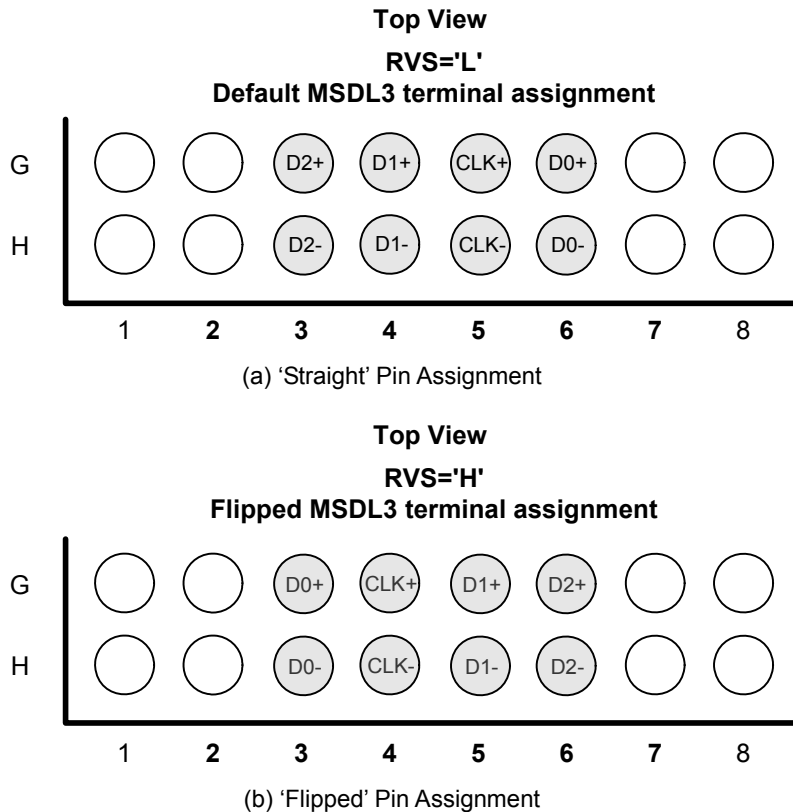 Top View
RVS='L'
Default MSDL3 terminal assignment
G D2+ D1+ CLK+ D0+
H D2- D1- CLK- D0-
1 2 3 4 5 6 7 8
(a) ‘Straight’ Pin Assignment
Top View
RVS='H'
Flipped MSDL3 terminal assignment
G D0+ CLK+ D1+ D2+
H D0- CLK- D1- D2-
1 2 3 4 5 6 7 8
(b) ‘Flipped’ Pin Assignment